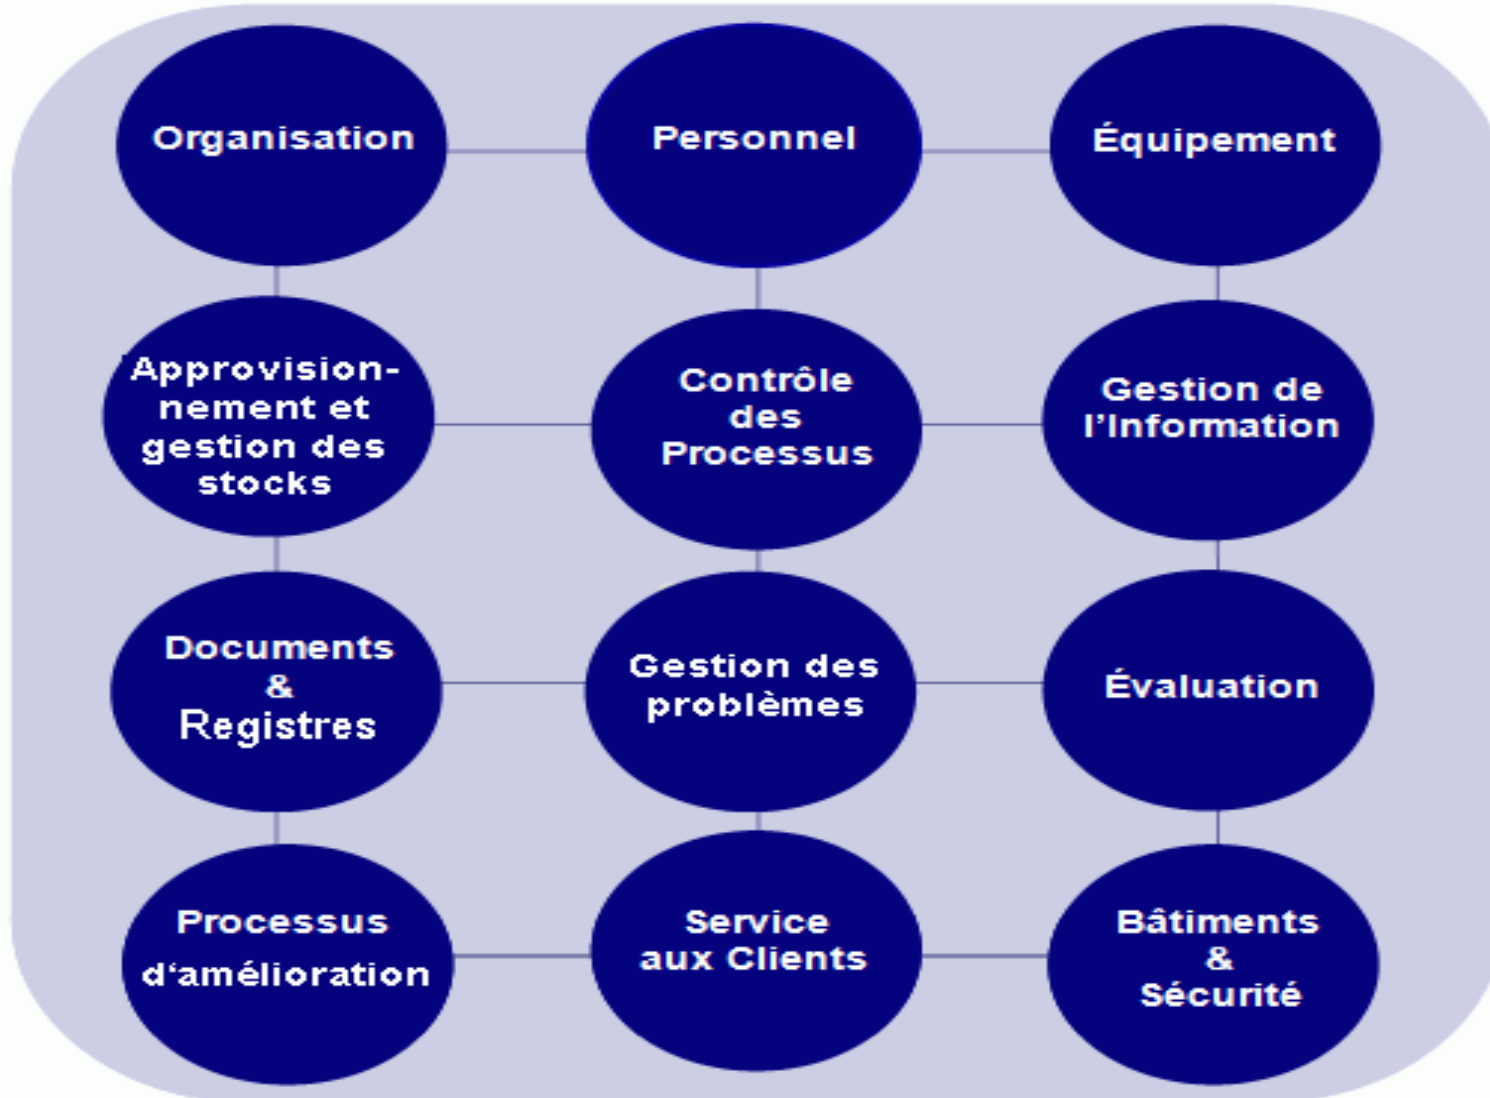 Organisation
Personnel
Équipement
Approvision-
nement et
gestion des
stocks
Contrôle
des
Processus
Gestion de
l’Information
Documents
&
Registres
Gestion des
problèmes
Évaluation
Processus
d‘amélioration
Service
aux Clients
Bâtiments
&
Sécurité